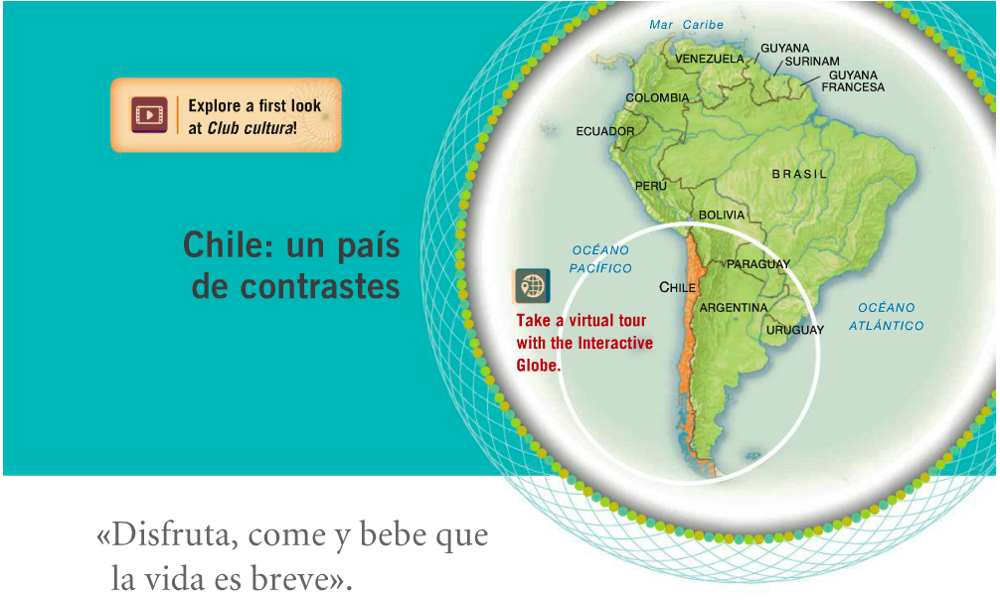 Explore a first look
at Club cultura!
Chile: un país
de contrastes
Mar Caribe
VENEZUELA
GUYANA
SURINAM
GUYANA
FRANCESA
COLOMBIA
ECUADOR
PERÚ
BRASIL
BOLIVIA
OCÉANO
PACÍFICO
PARAGUAY
CHILE
ARGENTINA
URUGUAY
OCÉANO
ATLÁNTICO
Take a virtual tour
with the Interactive
Globe.
«Disfruta, come y bebe que
la vida es breve».